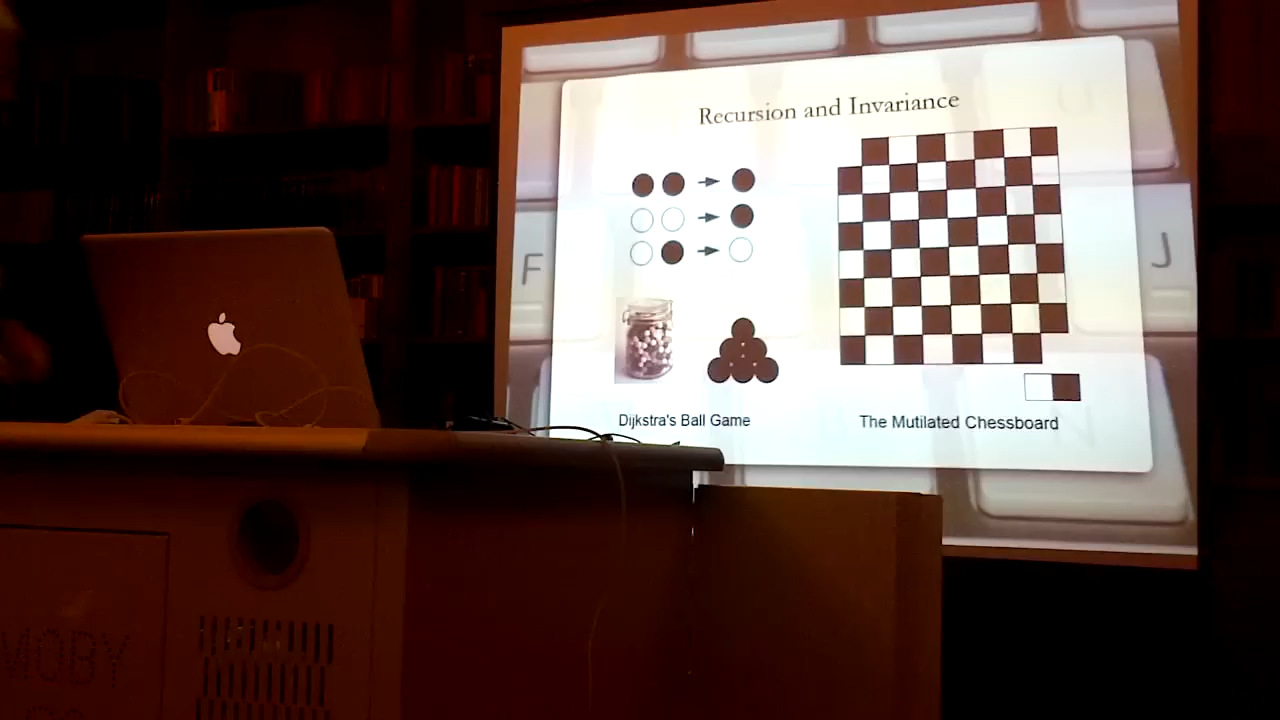 Recursion and Invariance
F
J
Dijkstra's Ball Game
The Mutilated Chessboard
MOBY